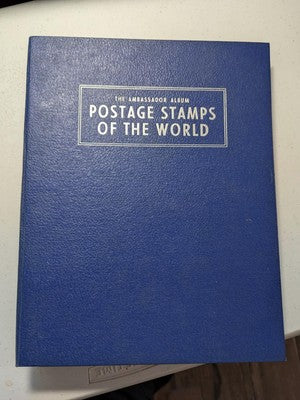 THE AMBASSADOR ALBUM
POSTAGE STAMPS
OF THE WORLD